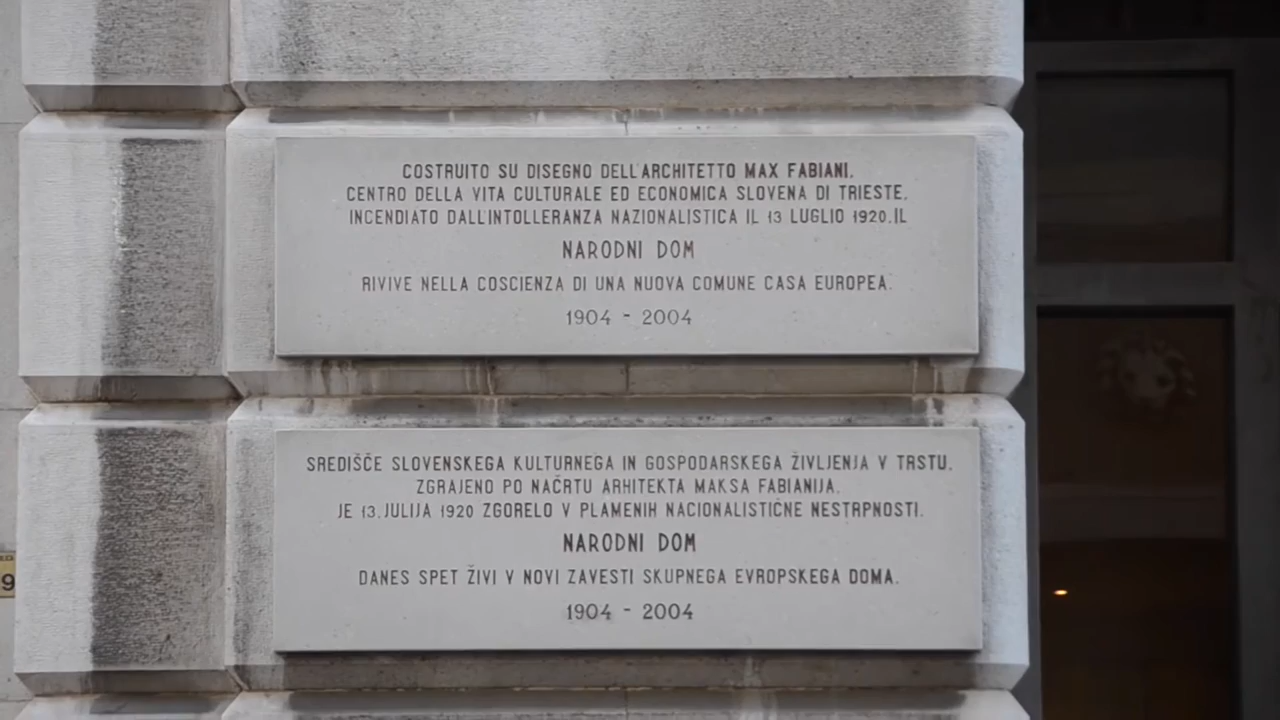 COSTRUITO SU DISEGNO DELL'ARCHITETTO MAX FABIANI,
CENTRO DELLA VITA CULTURALE ED ECONOMICA SLOVENA DI TRIESTE,
INCENDIATO DALL'INTOLLERANZA NAZIONALISTICA IL 13 LUGLIO 1920, IL
NARODNI DOM
RIVIVE NELLA COSCIENZA DI UNA NUOVA COMUNE CASA EUROPEA.
1904 - 2004
SREDIŠČE SLOVENSKEGA KULTURNEGA IN GOSPODARSKEGA ŽIVLJENJA V TRSTU,
ZGRAJENO PO NAČRTU ARHITEKTA MAKSA FABIANIJA,
JE 13. JULIJA 1920 ZGORELO V PLAMENIH NACIONALISTIČNE NESTRPNOSTI.
NARODNI DOM
DANES SPET ŽIVI V NOVI ZAVESTI SKUPNEGA EVROPSKEGA DOMA.
1904 - 2004
9